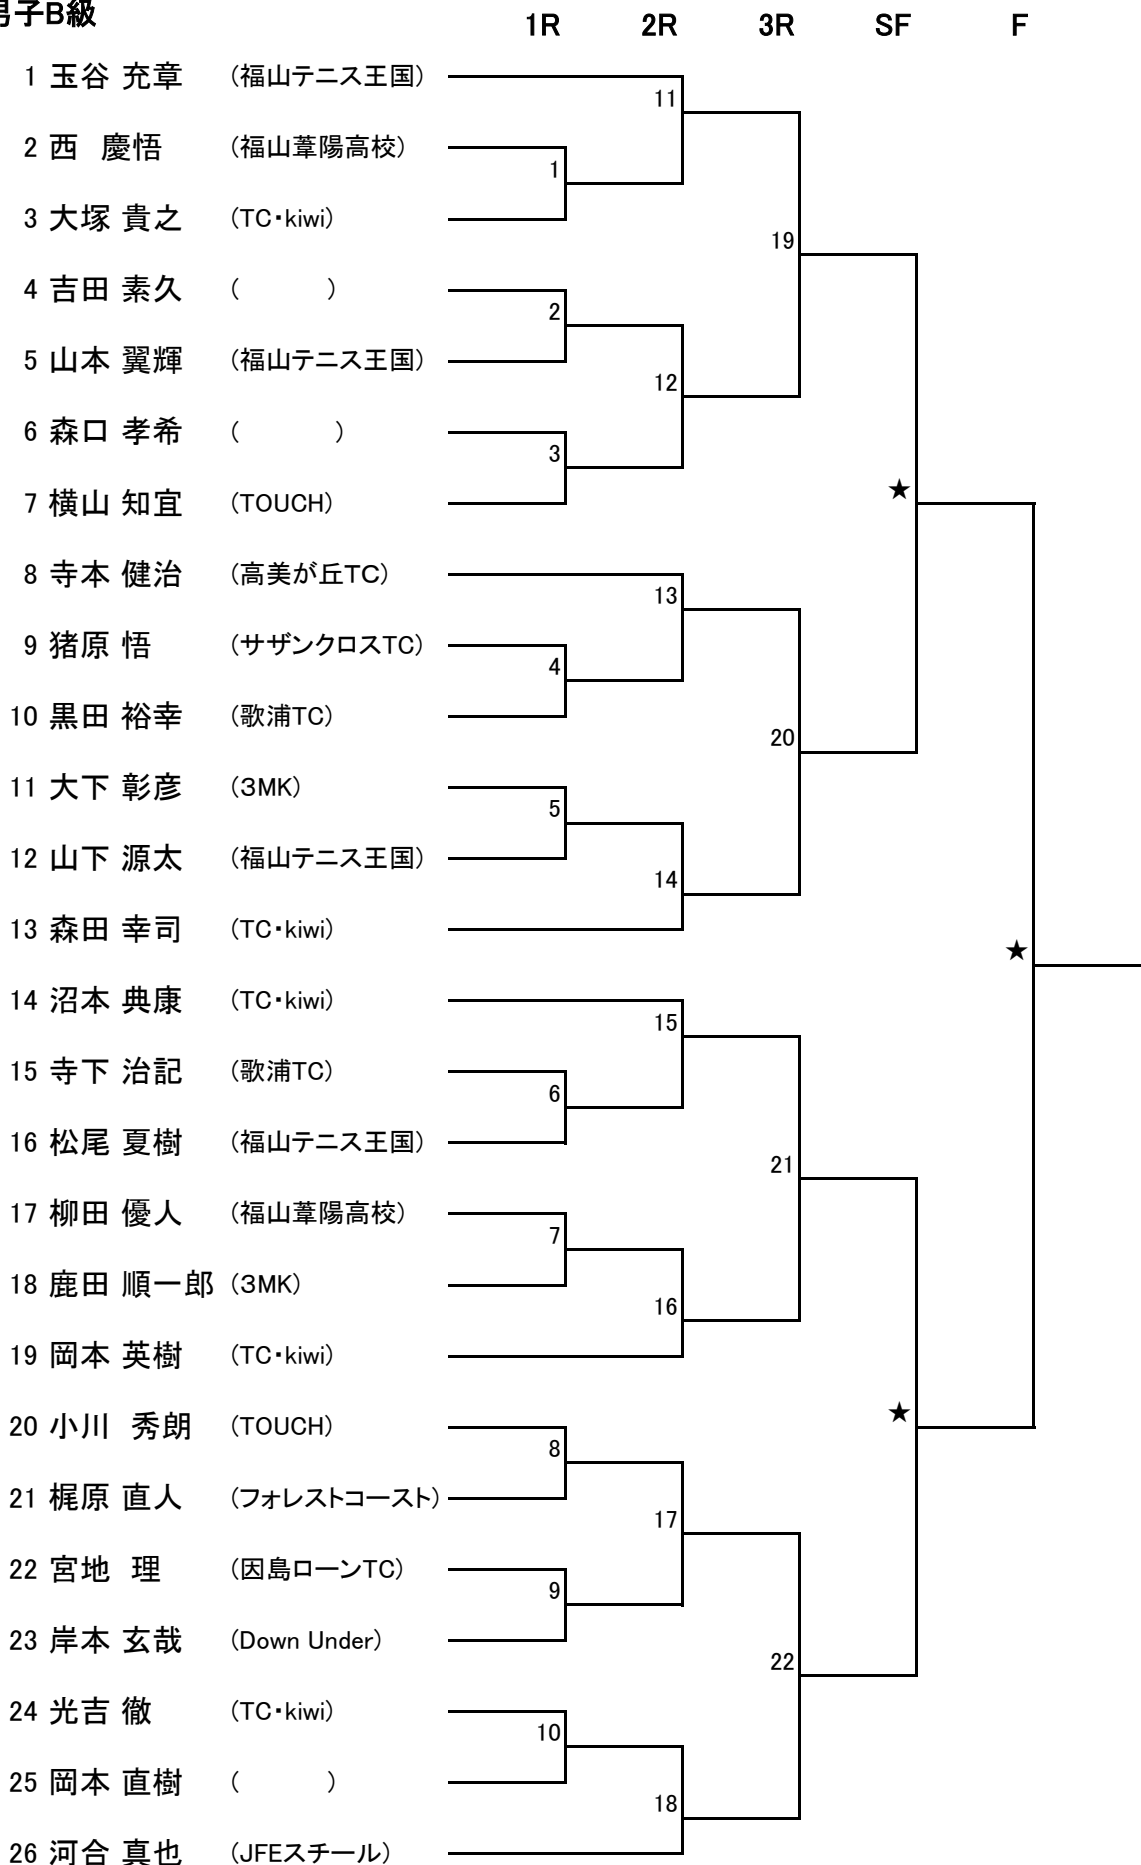 男子B級
1R 2R 3R SF F
1 玉谷 充章 (福山テニス王国)
11
2 西 慶悟 (福山葦陽高校)
1
3 大塚 貴之 (TC・kiwi)
19
4 吉田 素久 ( )
2
5 山本 翼輝 (福山テニス王国)
12
6 森口 孝希 ( )
3
7 横山 知宜 (TOUCH)
★
8 寺本 健治 (高美が丘TC)
13
9 猪原 悟 (サザンクロスTC)
4
10 黒田 裕幸 (歌浦TC)
20
11 大下 彰彦 (3MK)
5
12 山下 源太 (福山テニス王国)
14
13 森田 幸司 (TC・kiwi)
★
14 沼本 典康 (TC・kiwi)
15
15 寺下 治記 (歌浦TC)
6
16 松尾 夏樹 (福山テニス王国)
21
17 柳田 優人 (福山葦陽高校)
7
18 鹿田 順一郎 (3MK)
16
19 岡本 英樹 (TC・kiwi)
★
20 小川 秀朗 (TOUCH)
8
21 梶原 直人 (フォレストコースト)
17
22 宮地 理 (因島ローンTC)
9
23 岸本 玄哉 (Down Under)
22
24 光吉 徹 (TC・kiwi)
10
25 岡本 直樹 ( )
18
26 河合 真也 (JFEスチール)